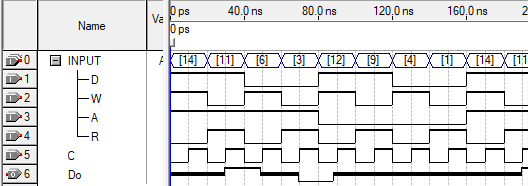 Name
Va
0 ps
40.0 ns
80.0 ns
120.0 ns
160.0 ns
0 ps
0
INPUT
A
[14]
[11]
[6]
[3]
[12]
[9]
[4]
[1]
[14]
[11
1
D
2
W
3
A
4
R
5
C
6
Do